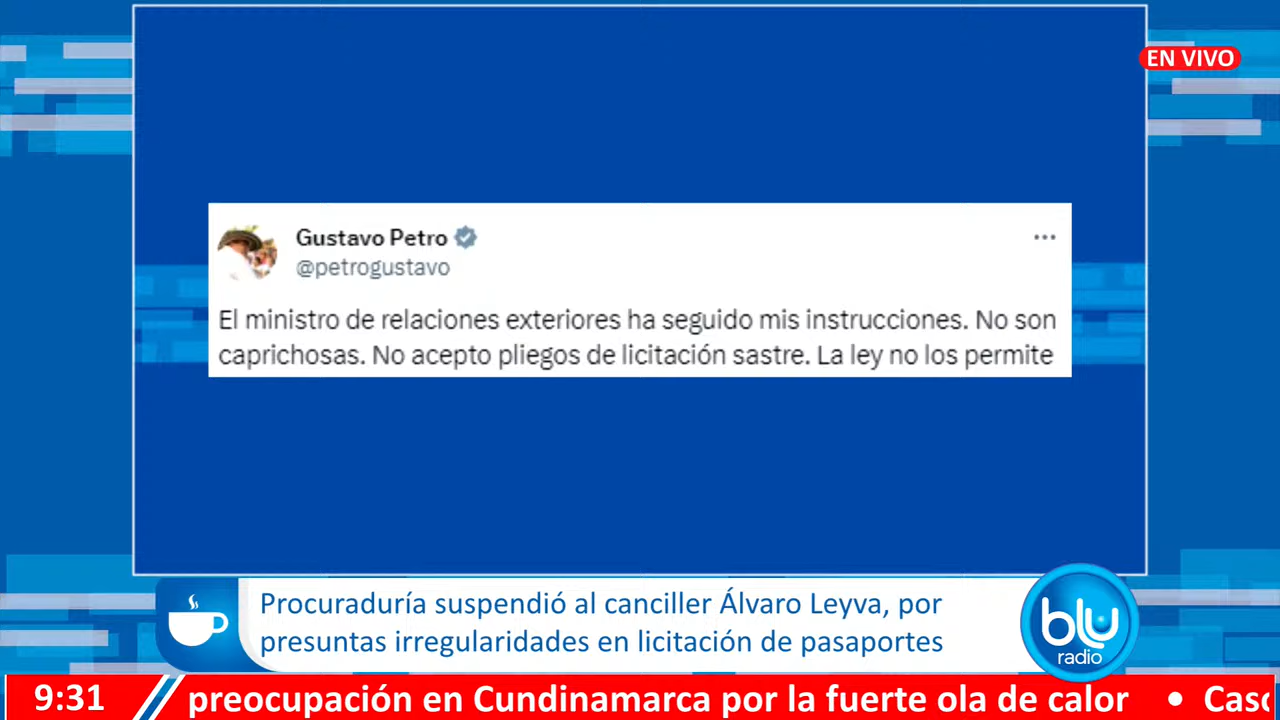 EN VIVO
Gustavo Petro
@petrogustavo
El ministro de relaciones exteriores ha seguido mis instrucciones. No son
caprichosas. No acepto pliegos de licitación sastre. La ley no los permite
Procuraduría suspendió al canciller Álvaro Leyva, por
presuntas irregularidades en licitación de pasaportes
blu
radio
9:31 preocupación en Cundinamarca por la fuerte ola de calor •